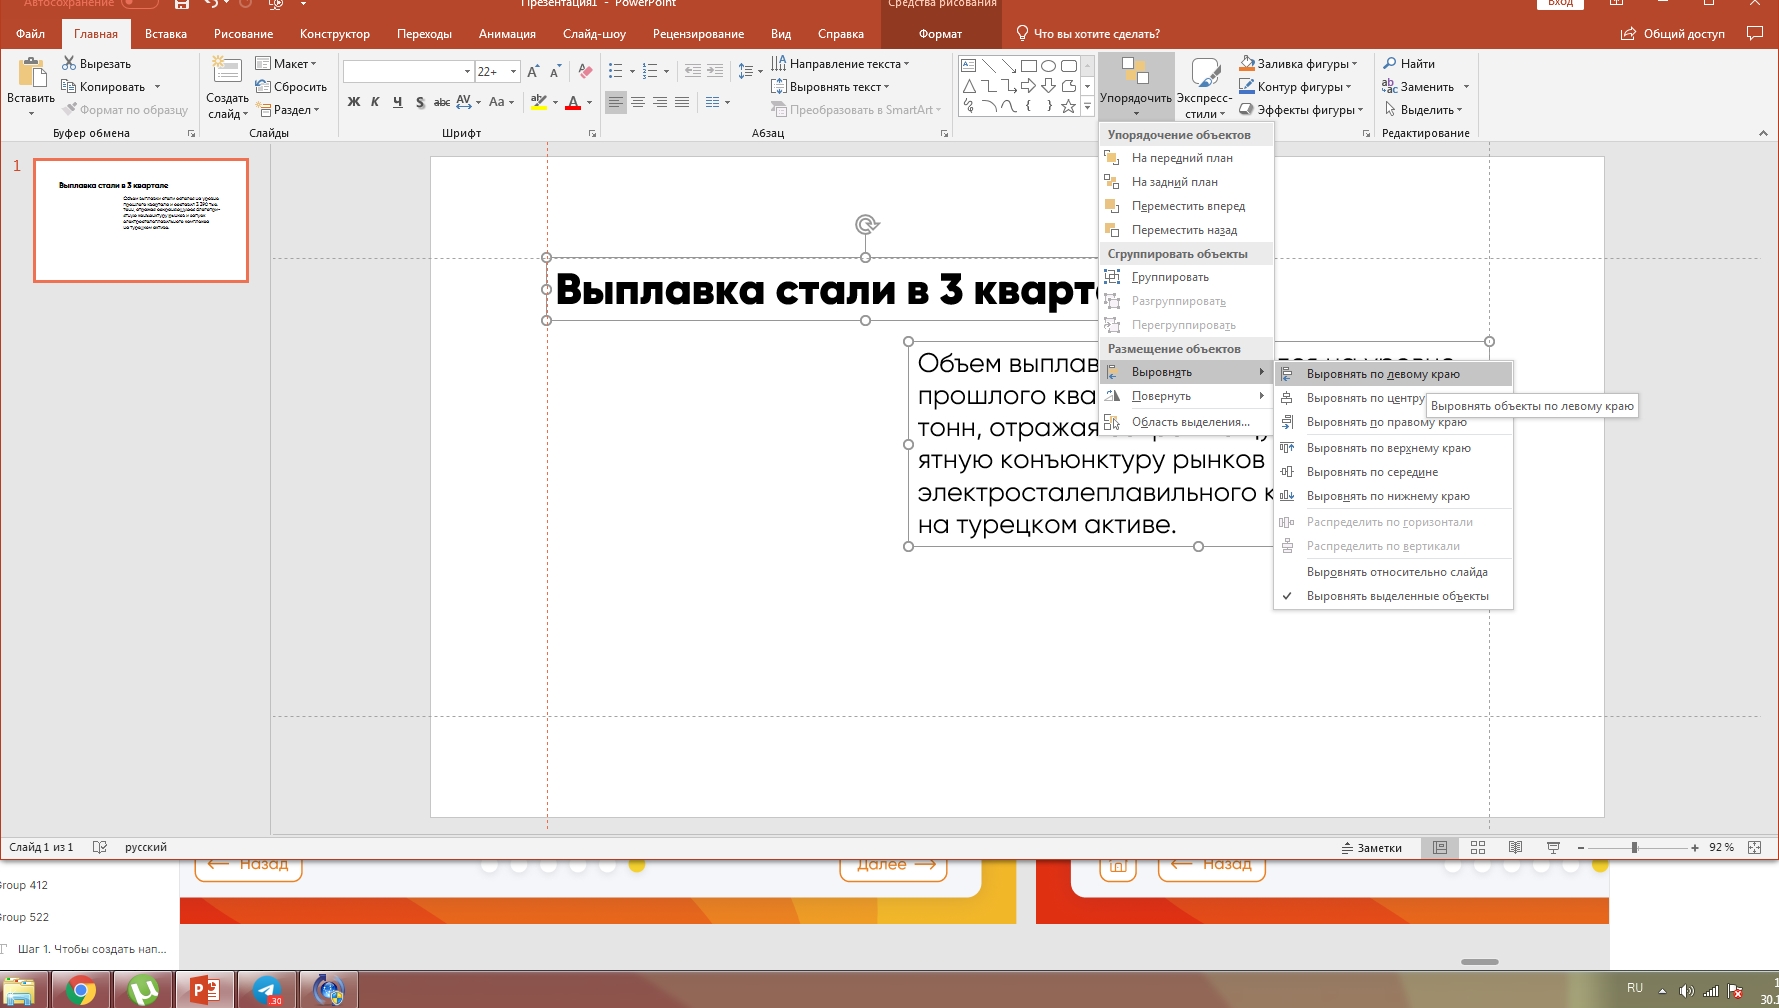 Автосохранение
Презентация1 - PowerPoint
Средства рисования
Вход
Файл
Главная
Вставка
Рисование
Конструктор
Переходы
Анимация
Слайд-шоу
Рецензирование
Вид
Справка
Формат
Что вы хотите сделать?
Общий доступ
Вставить
Вырезать
Копировать
Формат по образцу
Буфер обмена
Создать
слайд
Макет
Сбросить
Раздел
Слайды
22+
Ж К Ч S abc AV Aa
Шрифт
Направление текста
Выровнять текст
Преобразовать в SmartArt
Абзац
Упорядочить
Экспресс-
стили
Заливка фигуры
Контур фигуры
Эффекты фигуры
Найти
Заменить
Выделить
Редактирование
Упорядочение объектов
На передний план
На задний план
Переместить вперед
Переместить назад
Сгруппировать объекты
Группировать
Разгруппировать
Перегруппировать
Размещение объектов
Выровнять
Повернуть
Область выделения...
Выровнять по левому краю
Выровнять по центру
Выровнять объекты по левому краю
Выровнять по правому краю
Выровнять по верхнему краю
Выровнять по середине
Выровнять по нижнему краю
Распределить по горизонтали
Распределить по вертикали
Выровнять относительно слайда
Выровнять выделенные объекты
1
Выплавка стали в 3 квартале
Выплавка стали в 3 кварт
Объем выплав
прошлого ква
тонн, отражая
ятную конъюнктуру рынков
электросталеплавильного к
на турецком активе.
Слайд 1 из 1
русский
Заметки
92 %
Назад
Далее
Назад
Group 412
Group 522
Шаг 1. Чтобы создать нап...
.30
RU
30.1